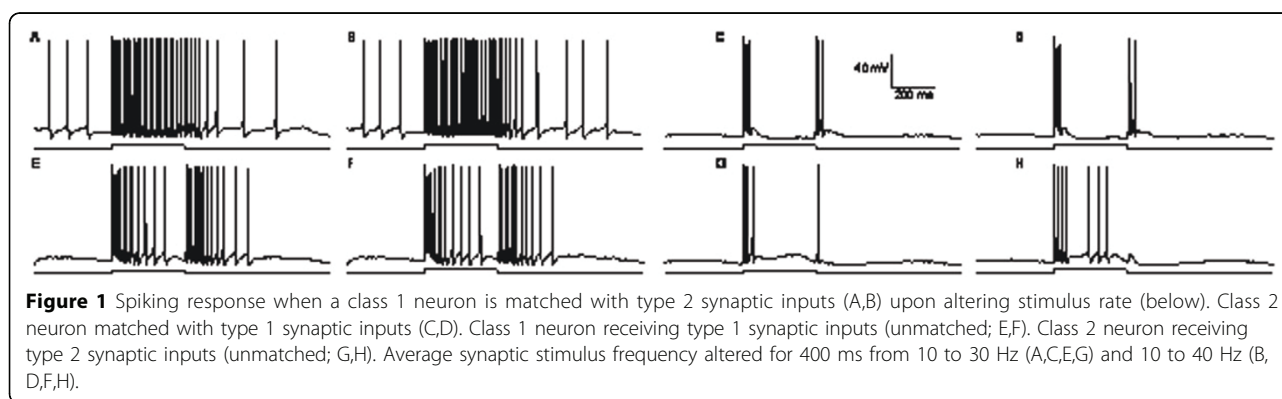 A B C D
40 mV
200 ms
E F G H
Figure 1 Spiking response when a class 1 neuron is matched with type 2 synaptic inputs (A,B) upon altering stimulus rate (below). Class 2
neuron matched with type 1 synaptic inputs (C,D). Class 1 neuron receiving type 1 synaptic inputs (unmatched; E,F). Class 2 neuron receiving
type 2 synaptic inputs (unmatched; G,H). Average synaptic stimulus frequency altered for 400 ms from 10 to 30 Hz (A,C,E,G) and 10 to 40 Hz (B,
D,F,H).